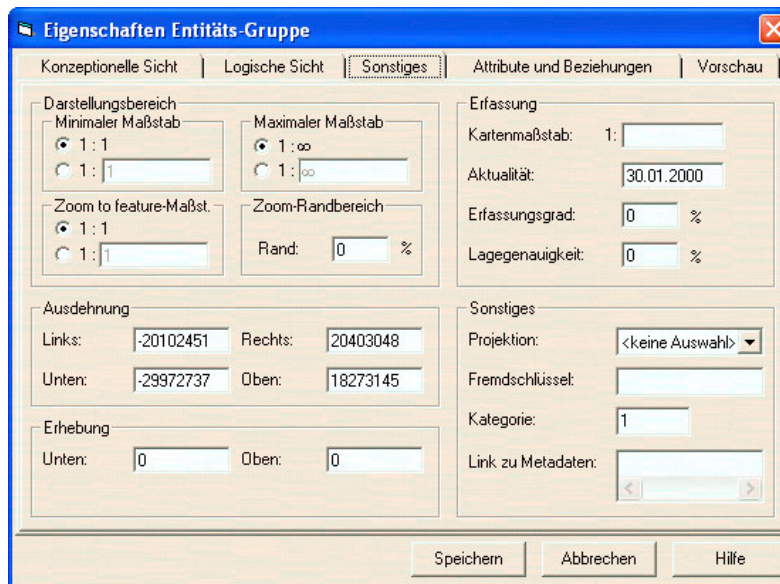 Eigenschaften Entitäts-Gruppe
Konzeptionelle Sicht Logische Sicht Sonstiges Attribute und Beziehungen Vorschau
Darstellungsbereich
Minimaler Maßstab
1 : 1
1 : 1
Maximaler Maßstab
1 : ∞
1 : ∞
Zoom to feature-Maßst.
1 : 1
1 : 1
Zoom-Randbereich
Rand: 0 %
Ausdehnung
Links: -20102451 Rechts: 20403048
Unten: -29972737 Oben: 18273145
Erhebung
Unten: 0 Oben: 0
Erfassung
Kartenmaßstab: 1:
Aktualität: 30.01.2000
Erfassungsgrad: 0 %
Lagegenauigkeit: 0 %
Sonstiges
Projektion: <keine Auswahl>
Fremdschlüssel:
Kategorie: 1
Link zu Metadaten:
Speichern Abbrechen Hilfe